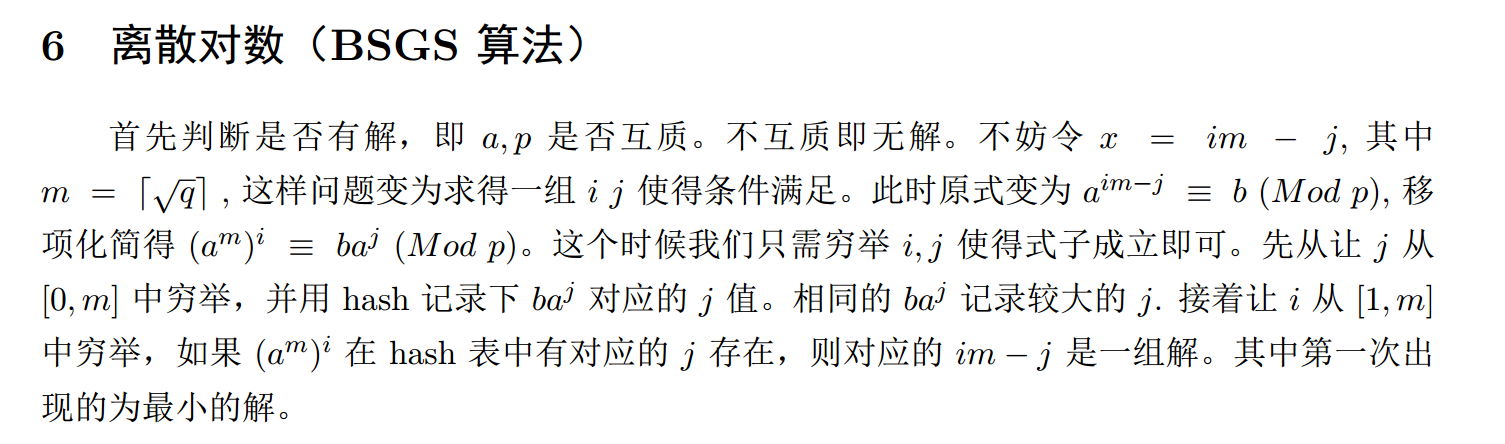 6 离散对数（BSGS 算法）
首先判断是否有解，即 a, p 是否互质。不互质即无解。不妨令 x = im − j, 其中
m = ⌈√q⌉ , 这样问题变为求得一组 i j 使得条件满足。此时原式变为 a^{im−j} ≡ b (Mod p), 移
项化简得 (a^m)^i ≡ ba^j (Mod p)。这个时候我们只需穷举 i, j 使得式子成立即可。先从让 j 从
[0, m] 中穷举，并用 hash 记录下 ba^j 对应的 j 值。相同的 ba^j 记录较大的 j. 接着让 i 从 [1, m]
中穷举，如果 (a^m)^i 在 hash 表中有对应的 j 存在，则对应的 im − j 是一组解。其中第一次出
现的为最小的解。